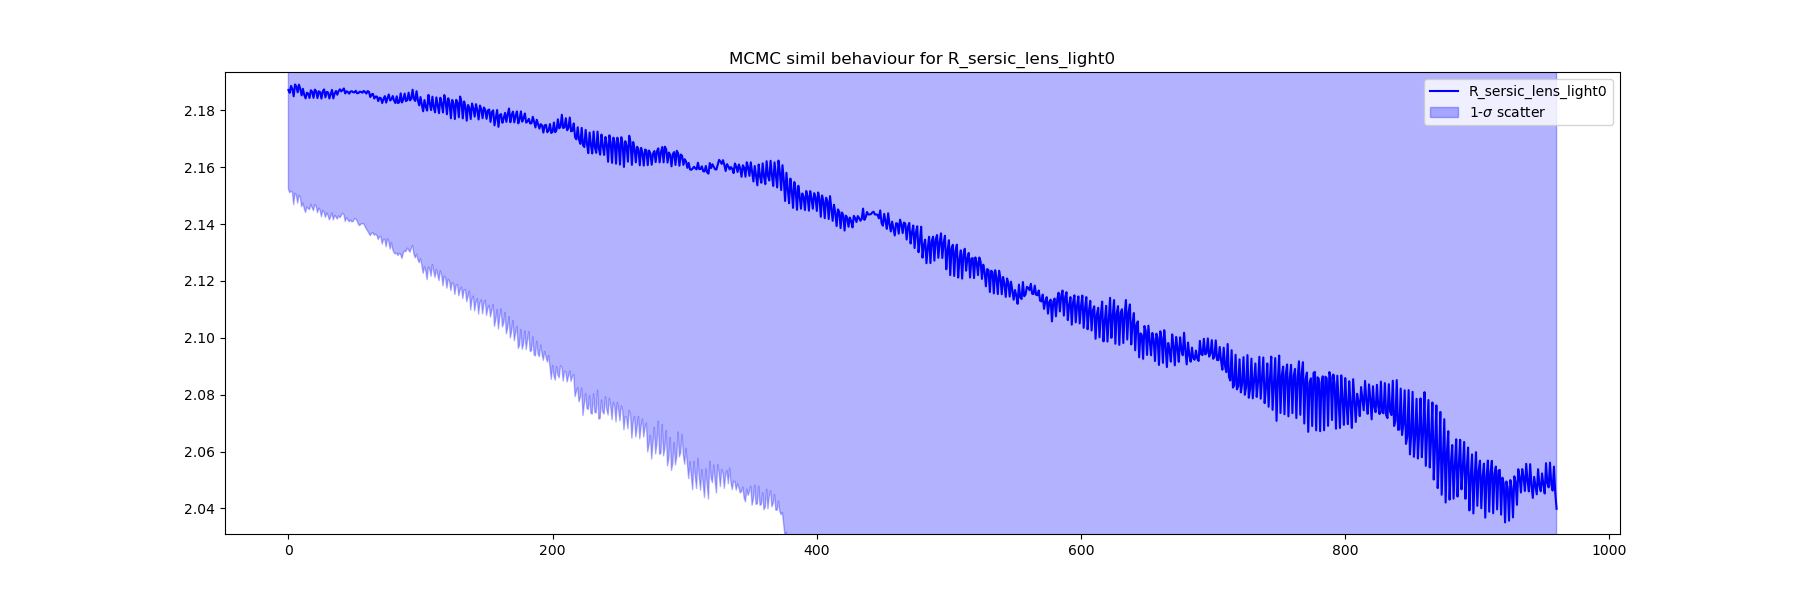 MCMC simil behaviour for R_sersic_lens_light0
R_sersic_lens_light0
1-σ scatter
2.18
2.16
2.14
2.12
2.10
2.08
2.06
2.04
0 200 400 600 800 1000